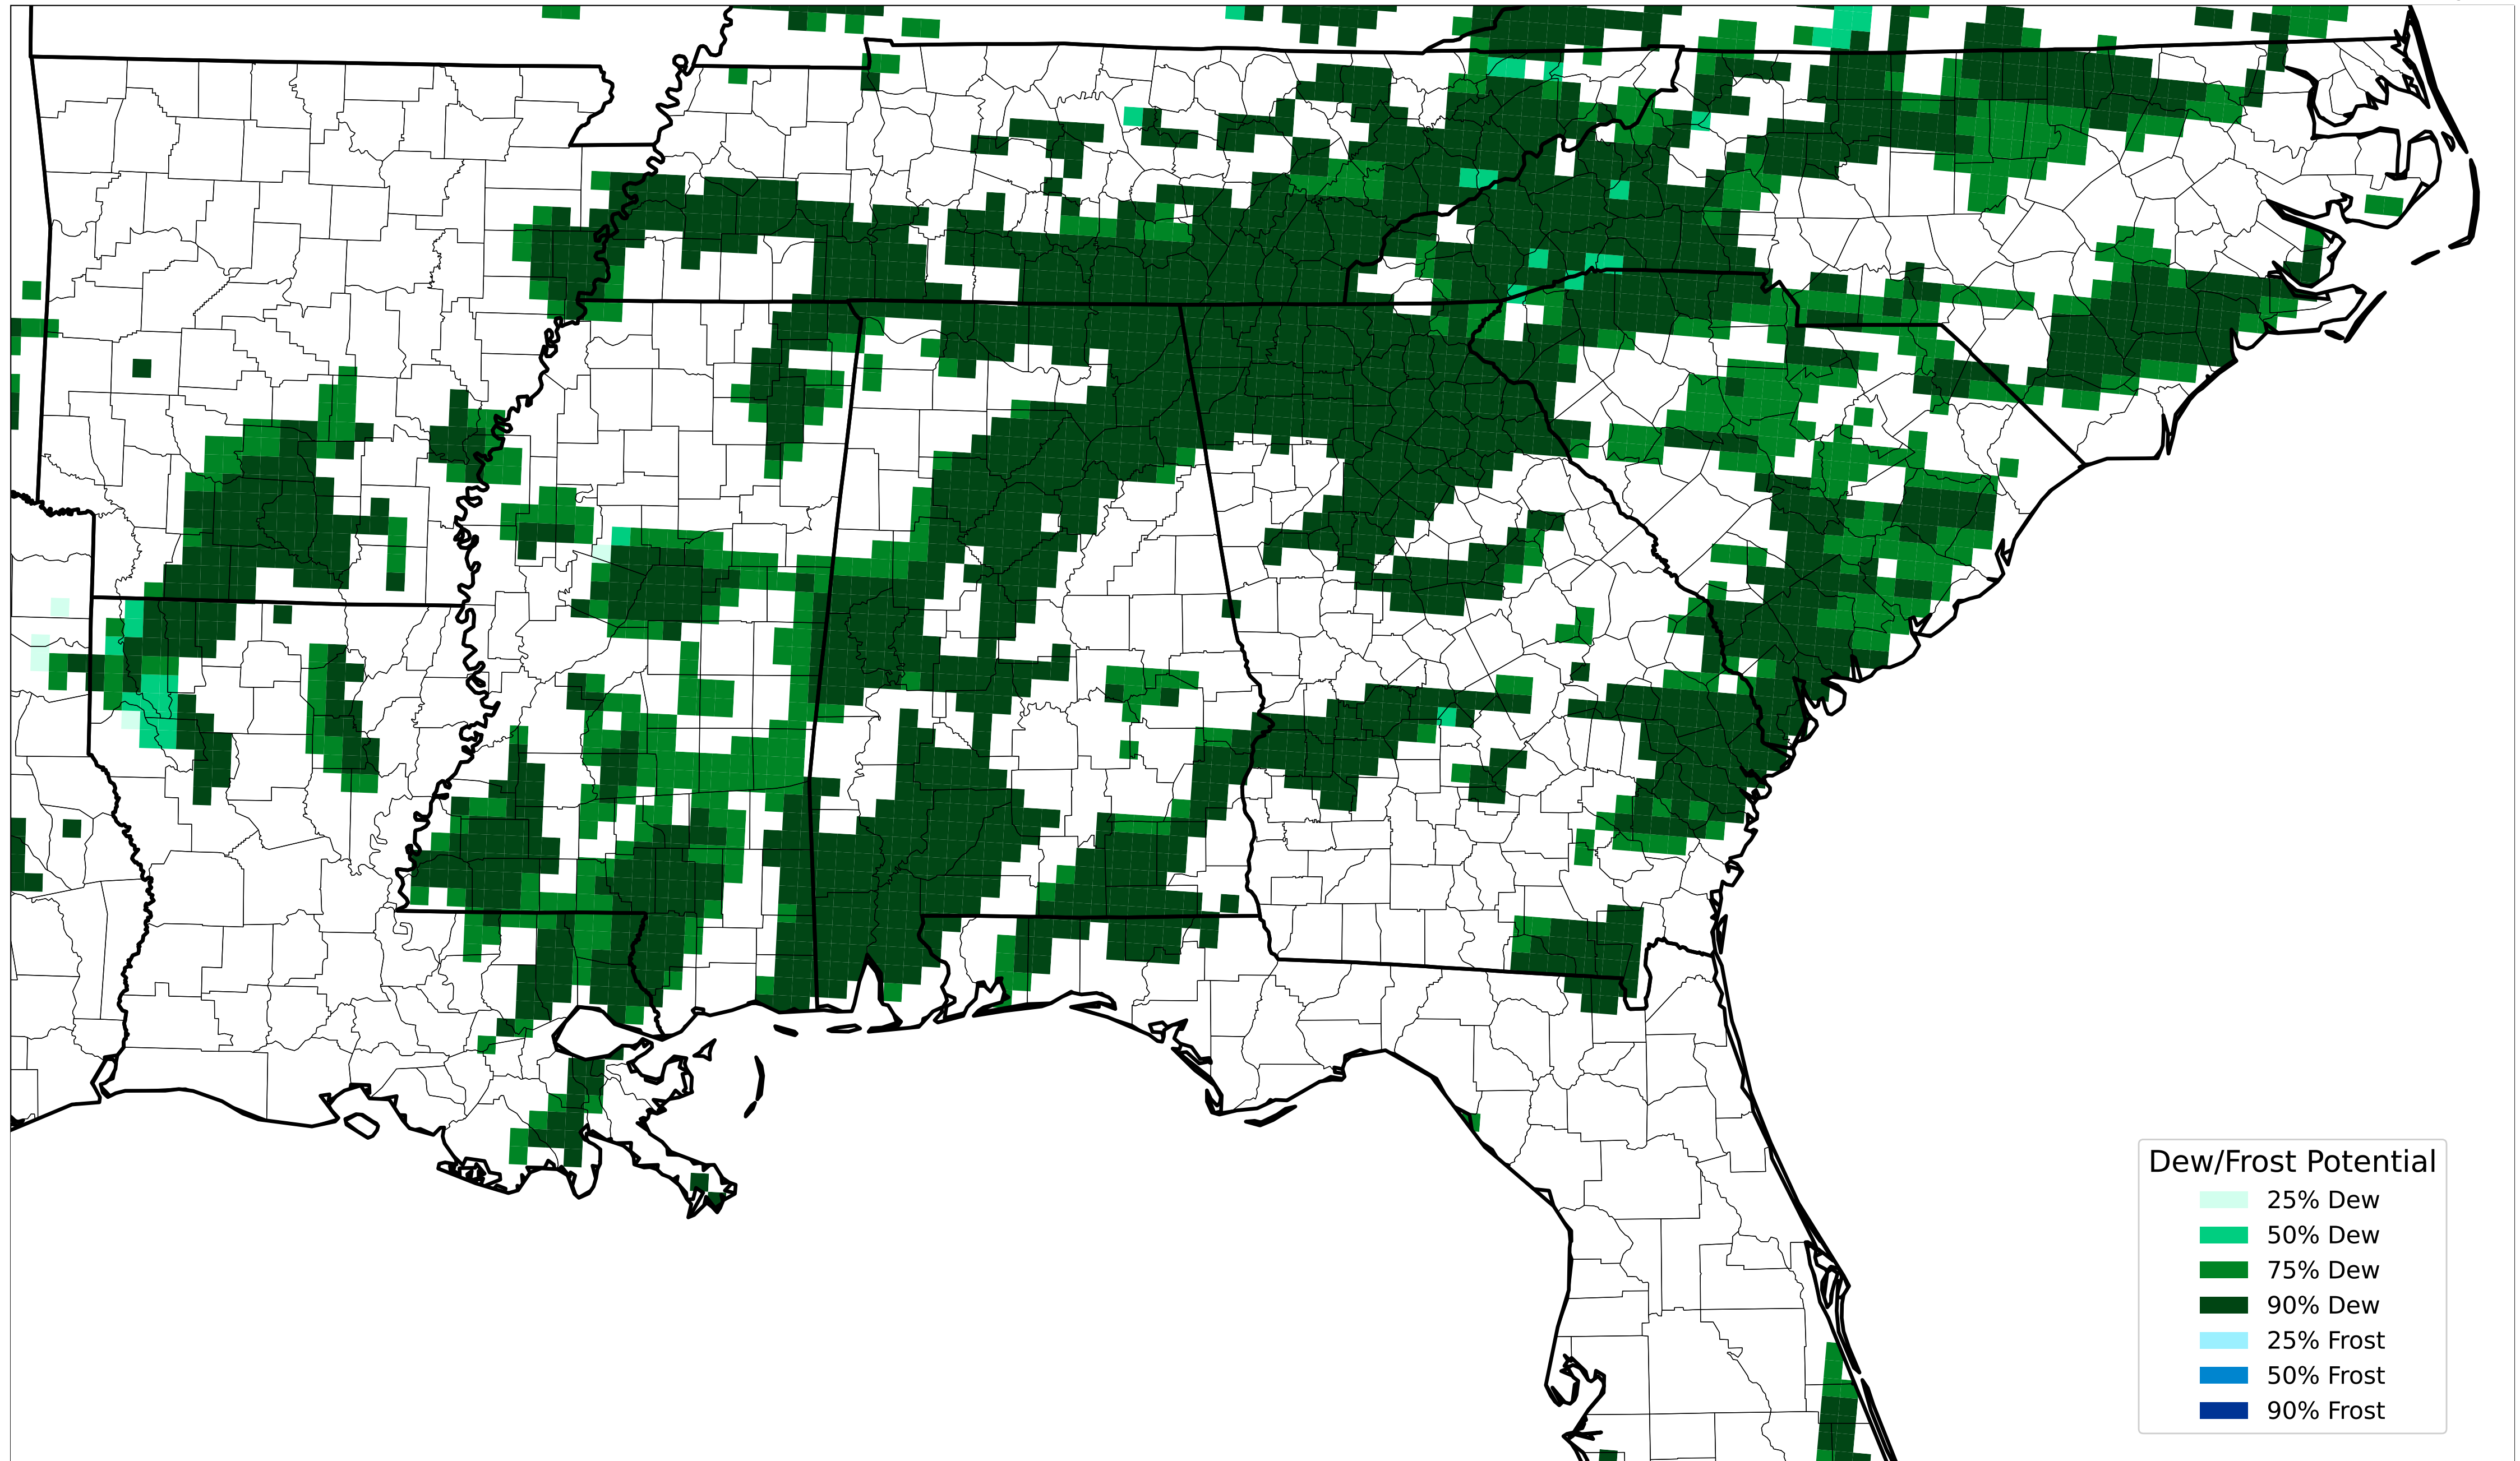 Dew/Frost Potential
25% Dew
50% Dew
75% Dew
90% Dew
25% Frost
50% Frost
90% Frost